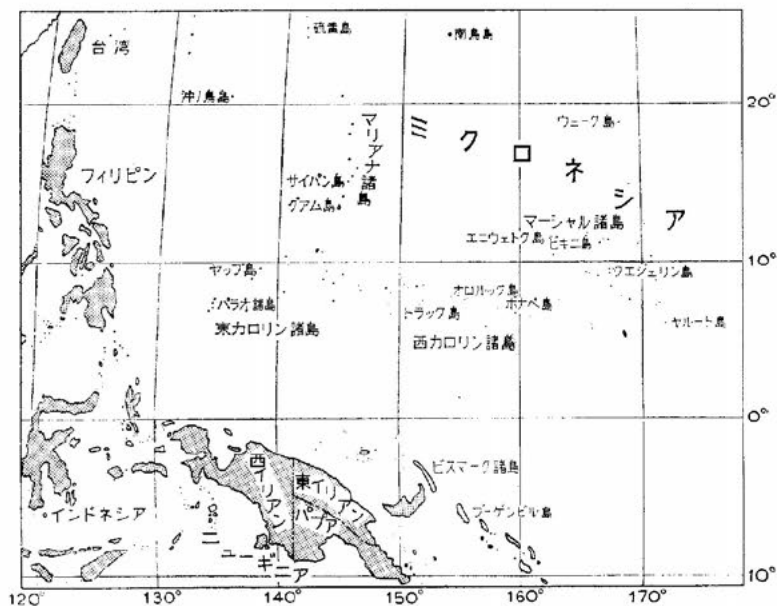 硫黄島
南鳥島
台湾
沖ノ鳥島
20°
ウェーク島
ミクロネシア
マリアナ諸島
フィリピン
サイパン島
グアム島
マーシャル諸島
エニウェトク島
ビキニ島
ヤップ島
10°
クエジェリン島
パラオ諸島
オロルック島
ポナペ島
トラック島
ヤルート島
東カロリン諸島
西カロリン諸島
0°
ビスマーク諸島
西イリアン
東イリアン
パプア
ブーゲンビル島
インドネシア
ニューギニア
10°
120°
130°
140°
150°
160°
170°